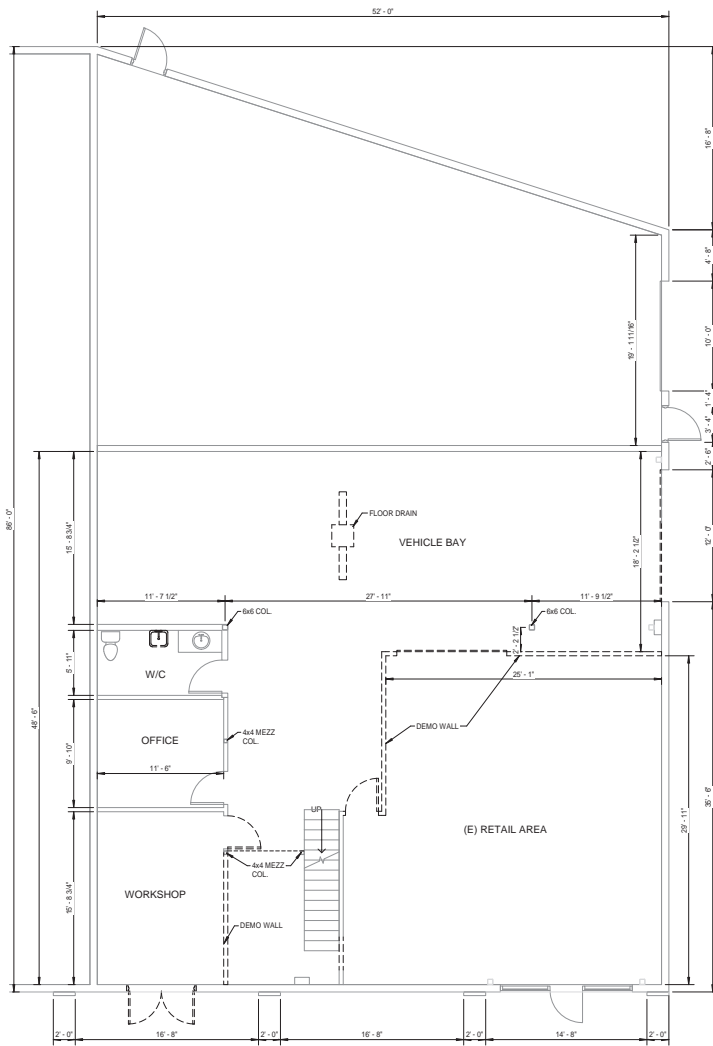 52' - 0"
16' - 8"
4' - 8"
10' - 0"
19' - 1 11/16"
1' - 4"
3' - 4"
2' - 6"
86' - 0"
15' - 8 3/4"
FLOOR DRAIN
VEHICLE BAY
18' - 2 1/2"
12' - 0"
11' - 7 1/2"
27' - 11"
11' - 9 1/2"
6x6 COL.
6x6 COL.
2' - 2 1/2"
5' - 11"
W/C
25' - 1"
48' - 6"
DEMO WALL
OFFICE
4x4 MEZZ
COL.
9' - 10"
11' - 6"
UP
(E) RETAIL AREA
29' - 11"
35' - 6"
4x4 MEZZ
COL.
WORKSHOP
15' - 8 3/4"
DEMO WALL
2' - 0"
16' - 8"
2' - 0"
16' - 8"
2' - 0"
14' - 8"
2' - 0"